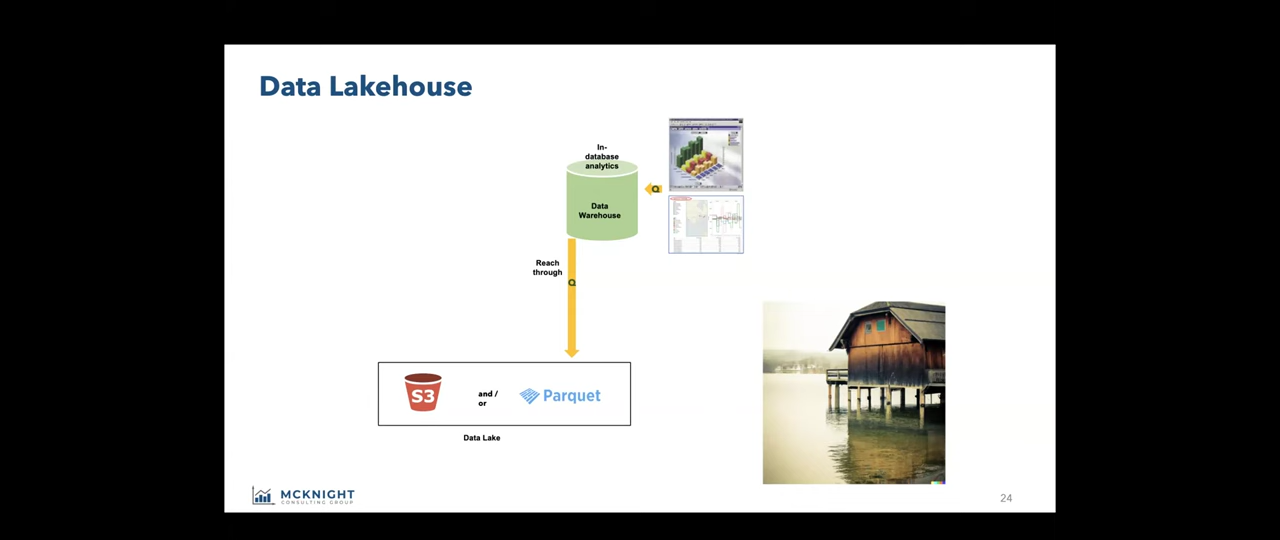 Data Lakehouse
In-
database
analytics
Data
Warehouse
Q
Reach
through
Q
S3
and /
or
Parquet
Data Lake
MCKNIGHT
CONSULTING GROUP
24